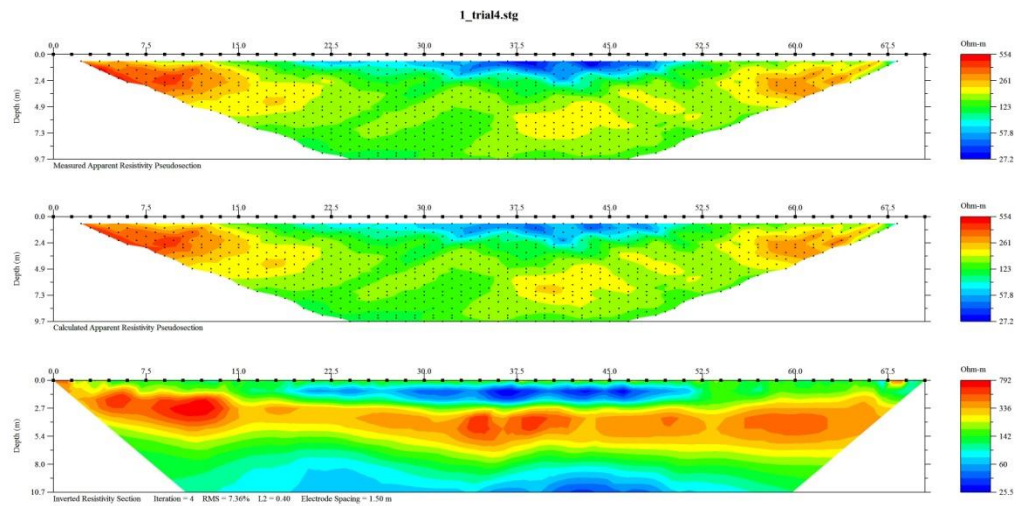 1_trial4.stg
0.0 7.5 15.0 22.5 30.0 37.5 45.0 52.5 60.0 67.5 Ohm-m
0.0 554
2.4 261
Depth (m) 4.9 123
7.3 57.8
9.7 27.2
Measured Apparent Resistivity Pseudosection
0.0 7.5 15.0 22.5 30.0 37.5 45.0 52.5 60.0 67.5 Ohm-m
0.0 554
2.4 261
Depth (m) 4.9 123
7.3 57.8
9.7 27.2
Calculated Apparent Resistivity Pseudosection
0.0 7.5 15.0 22.5 30.0 37.5 45.0 52.5 60.0 67.5 Ohm-m
0.0 792
2.7 336
Depth (m) 5.4 142
8.0 60
10.7 25.5
Inverted Resistivity Section Iteration = 4 RMS = 7.36% L2 = 0.40 Electrode Spacing = 1.50 m